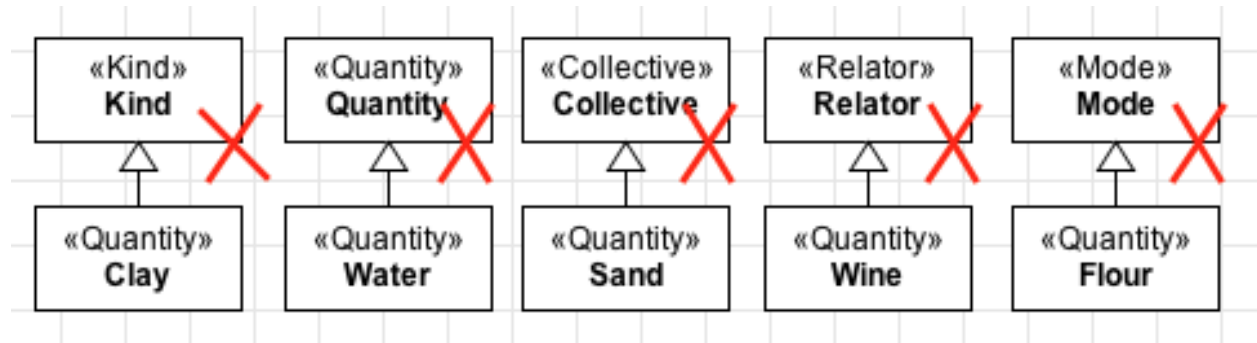 «Kind»
Kind
«Quantity»
Quantity
«Collective»
Collective
«Relator»
Relator
«Mode»
Mode
«Quantity»
Clay
«Quantity»
Water
«Quantity»
Sand
«Quantity»
Wine
«Quantity»
Flour